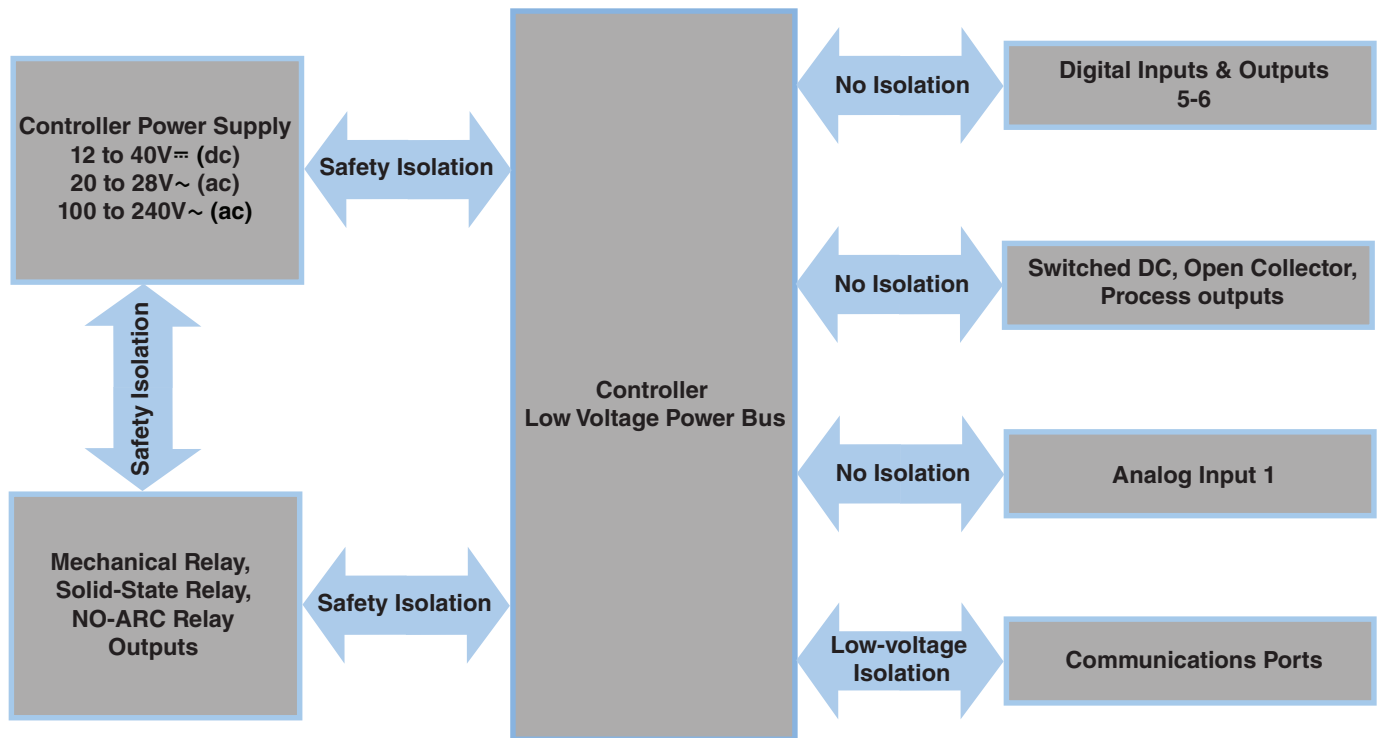 Controller Power Supply
12 to 40V⎓ (dc)
20 to 28V~ (ac)
100 to 240V~ (ac)
Safety Isolation
Safety Isolation
Mechanical Relay,
Solid-State Relay,
NO-ARC Relay
Outputs
Safety Isolation
Controller
Low Voltage Power Bus
No Isolation
Digital Inputs & Outputs
5-6
No Isolation
Switched DC, Open Collector,
Process outputs
No Isolation
Analog Input 1
Low-voltage
Isolation
Communications Ports